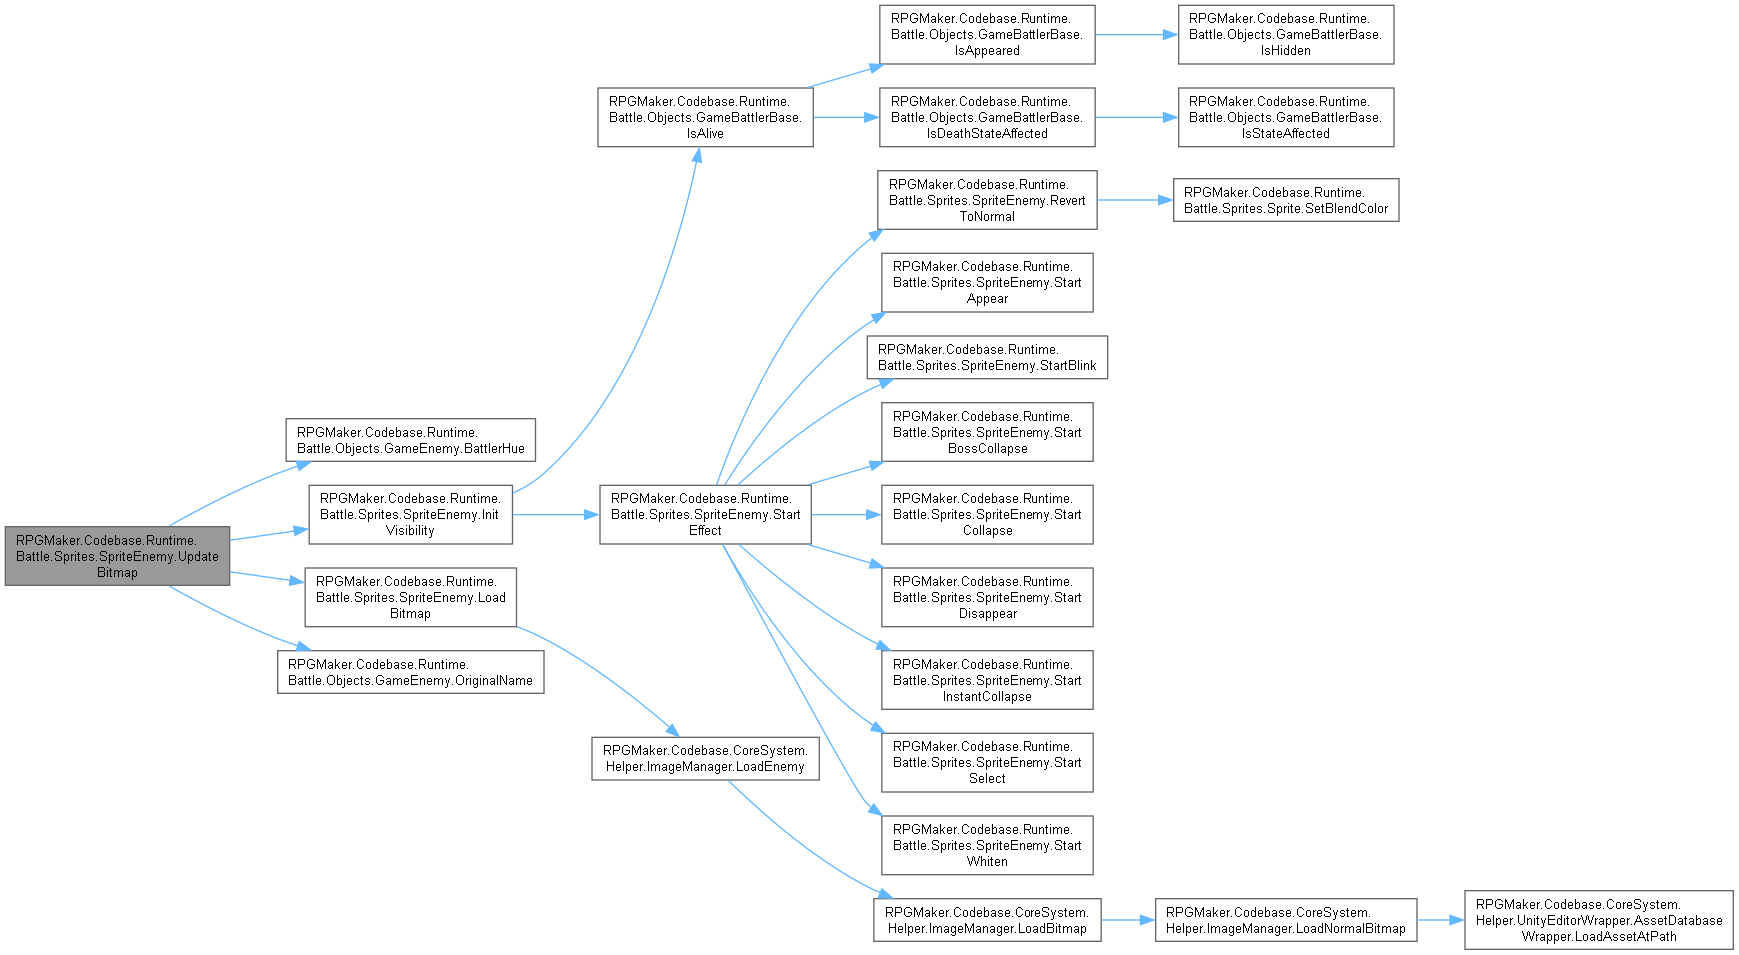 RPGMaker.Codebase.Runtime.
Battle.Objects.GameBattlerBase.
IsAppeared
RPGMaker.Codebase.Runtime.
Battle.Objects.GameBattlerBase.
IsHidden
RPGMaker.Codebase.Runtime.
Battle.Objects.GameBattlerBase.
IsAlive
RPGMaker.Codebase.Runtime.
Battle.Objects.GameBattlerBase.
IsDeathStateAffected
RPGMaker.Codebase.Runtime.
Battle.Objects.GameBattlerBase.
IsStateAffected
RPGMaker.Codebase.Runtime.
Battle.Sprites.SpriteEnemy.Revert
ToNormal
RPGMaker.Codebase.Runtime.
Battle.Sprites.Sprite.SetBlendColor
RPGMaker.Codebase.Runtime.
Battle.Sprites.SpriteEnemy.Start
Appear
RPGMaker.Codebase.Runtime.
Battle.Sprites.SpriteEnemy.StartBlink
RPGMaker.Codebase.Runtime.
Battle.Sprites.SpriteEnemy.Start
BossCollapse
RPGMaker.Codebase.Runtime.
Battle.Objects.GameEnemy.BattlerHue
RPGMaker.Codebase.Runtime.
Battle.Sprites.SpriteEnemy.Init
Visibility
RPGMaker.Codebase.Runtime.
Battle.Sprites.SpriteEnemy.Start
Effect
RPGMaker.Codebase.Runtime.
Battle.Sprites.SpriteEnemy.Start
Collapse
RPGMaker.Codebase.Runtime.
Battle.Sprites.SpriteEnemy.Update
Bitmap
RPGMaker.Codebase.Runtime.
Battle.Sprites.SpriteEnemy.Load
Bitmap
RPGMaker.Codebase.Runtime.
Battle.Sprites.SpriteEnemy.Start
Disappear
RPGMaker.Codebase.Runtime.
Battle.Objects.GameEnemy.OriginalName
RPGMaker.Codebase.Runtime.
Battle.Sprites.SpriteEnemy.Start
InstantCollapse
RPGMaker.Codebase.CoreSystem.
Helper.ImageManager.LoadEnemy
RPGMaker.Codebase.Runtime.
Battle.Sprites.SpriteEnemy.Start
Select
RPGMaker.Codebase.Runtime.
Battle.Sprites.SpriteEnemy.Start
Whiten
RPGMaker.Codebase.CoreSystem.
Helper.ImageManager.LoadBitmap
RPGMaker.Codebase.CoreSystem.
Helper.ImageManager.LoadNormalBitmap
RPGMaker.Codebase.CoreSystem.
Helper.UnityEditorWrapper.AssetDatabase
Wrapper.LoadAssetAtPath